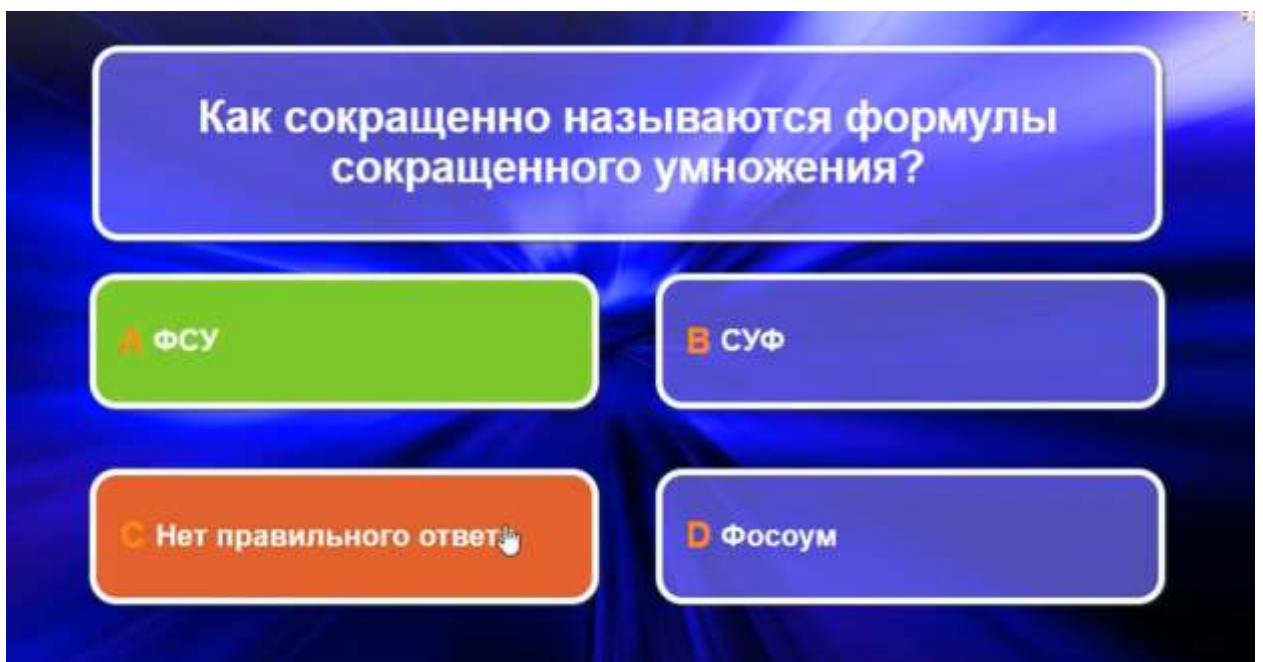 Как сокращенно называются формулы
сокращенного умножения?
A ФСУ
B СУФ
C Нет правильного ответ
D Фосоум